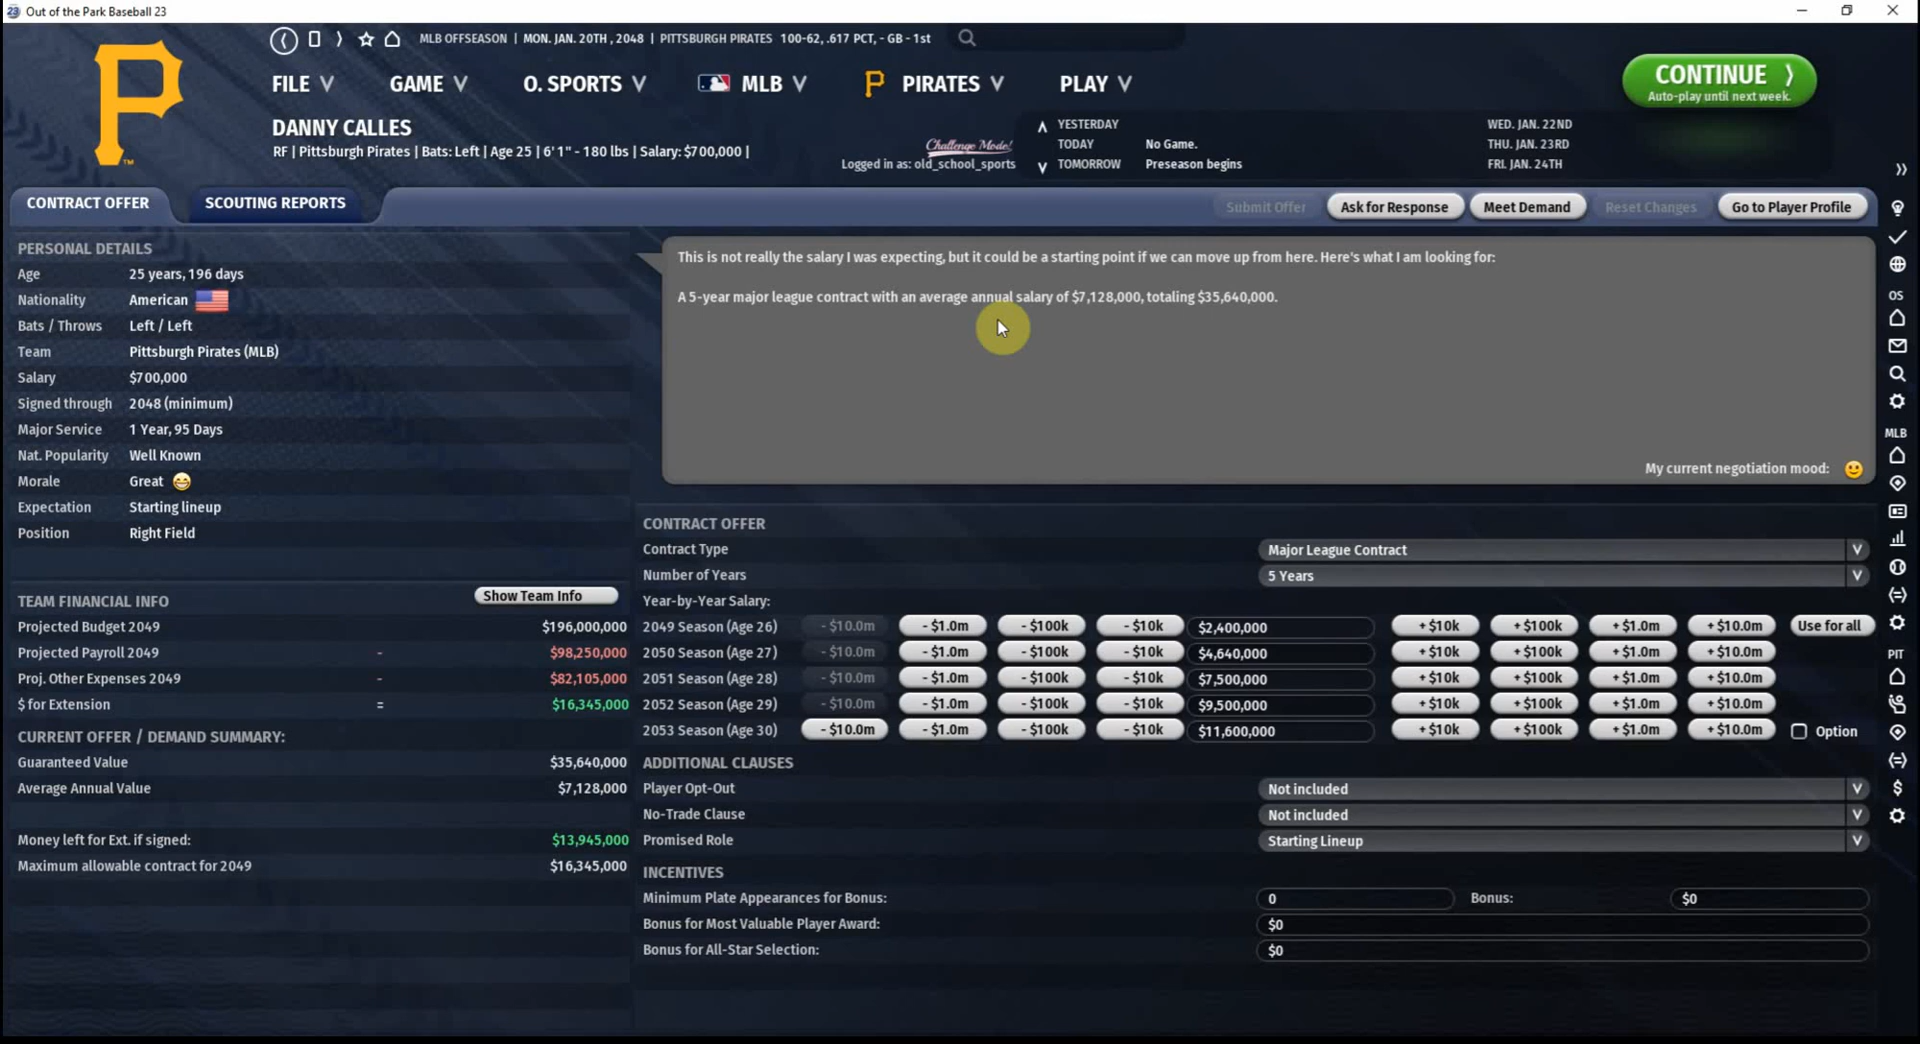 Out of the Park Baseball 23
MLB OFFSEASON | MON. JAN. 20TH , 2048 | PITTSBURGH PIRATES 100-62, .617 PCT, - GB - 1st
FILE GAME O. SPORTS MLB PIRATES PLAY
CONTINUE
Auto-play until next week.
DANNY CALLES
RF | Pittsburgh Pirates | Bats: Left | Age 25 | 6' 1" - 180 lbs | Salary: $700,000 |
Challenge Mode!
Logged in as: old_school_sports
YESTERDAY
TODAY No Game.
TOMORROW Preseason begins
WED. JAN. 22ND
THU. JAN. 23RD
FRI. JAN. 24TH
CONTRACT OFFER SCOUTING REPORTS
Submit Offer Ask for Response Meet Demand Reset Changes Go to Player Profile
PERSONAL DETAILS
Age 25 years, 196 days
Nationality American
Bats / Throws Left / Left
Team Pittsburgh Pirates (MLB)
Salary $700,000
Signed through 2048 (minimum)
Major Service 1 Year, 95 Days
Nat. Popularity Well Known
Morale Great
Expectation Starting lineup
Position Right Field
This is not really the salary I was expecting, but it could be a starting point if we can move up from here. Here's what I am looking for:
A 5-year major league contract with an average annual salary of $7,128,000, totaling $35,640,000.
My current negotiation mood:
TEAM FINANCIAL INFO Show Team Info
Projected Budget 2049 $196,000,000
Projected Payroll 2049 - $98,250,000
Proj. Other Expenses 2049 - $82,105,000
$ for Extension = $16,345,000
CURRENT OFFER / DEMAND SUMMARY:
Guaranteed Value $35,640,000
Average Annual Value $7,128,000
Money left for Ext. if signed: $13,945,000
Maximum allowable contract for 2049 $16,345,000
CONTRACT OFFER
Contract Type Major League Contract
Number of Years 5 Years
Year-by-Year Salary:
2049 Season (Age 26) - $10.0m - $1.0m - $100k - $10k $2,400,000 + $10k + $100k + $1.0m + $10.0m Use for all
2050 Season (Age 27) - $10.0m - $1.0m - $100k - $10k $4,640,000 + $10k + $100k + $1.0m + $10.0m
2051 Season (Age 28) - $10.0m - $1.0m - $100k - $10k $7,500,000 + $10k + $100k + $1.0m + $10.0m
2052 Season (Age 29) - $10.0m - $1.0m - $100k - $10k $9,500,000 + $10k + $100k + $1.0m + $10.0m
2053 Season (Age 30) - $10.0m - $1.0m - $100k - $10k $11,600,000 + $10k + $100k + $1.0m + $10.0m Option
ADDITIONAL CLAUSES
Player Opt-Out Not included
No-Trade Clause Not included
Promised Role Starting Lineup
INCENTIVES
Minimum Plate Appearances for Bonus: 0 Bonus: $0
Bonus for Most Valuable Player Award: $0
Bonus for All-Star Selection: $0
OS
MLB
PIT